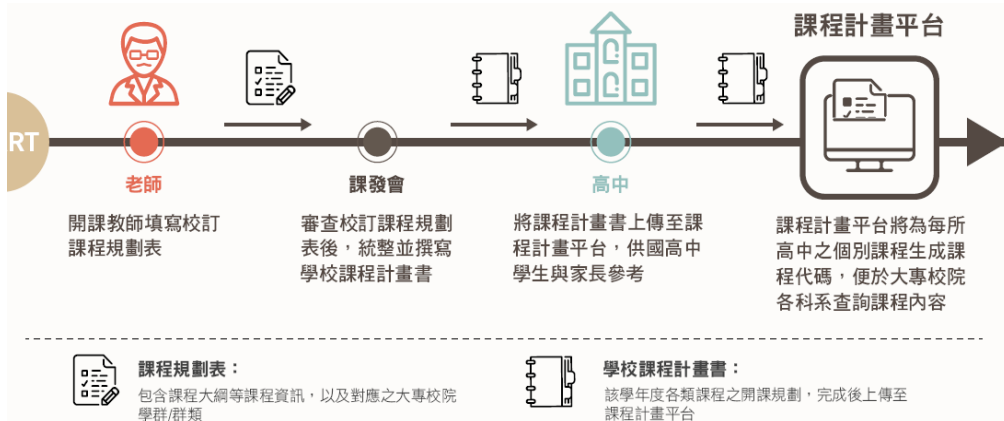 課程計畫平台
RT
老師
課發會
高中
開課教師填寫校訂
課程規劃表
審查校訂課程規劃
表後，統整並撰寫
學校課程計畫書
將課程計畫書上傳至課
程計畫平台，供國高中
學生與家長參考
課程計畫平台將為每所
高中之個別課程生成課
程代碼，便於大專校院
各科系查詢課程內容
課程規劃表：
包含課程大綱等課程資訊，以及對應之大專校院
學群/群類
學校課程計畫書：
該學年度各類課程之開課規劃，完成後上傳至
課程計畫平台